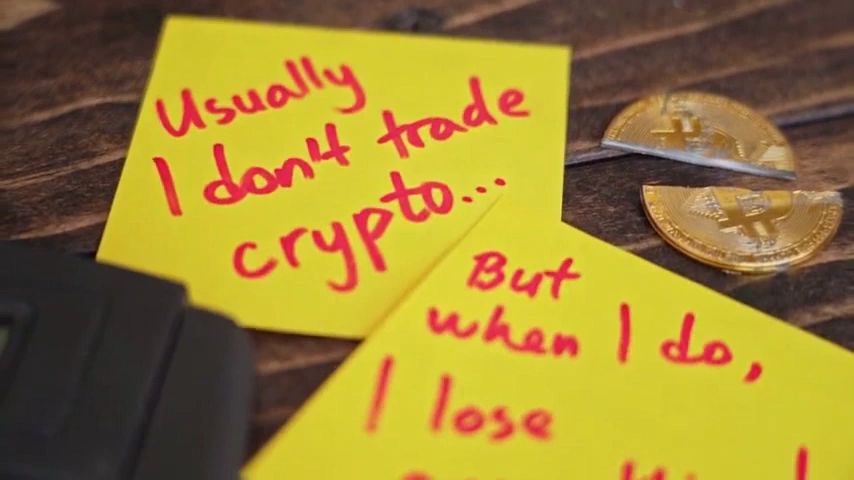 Usually
I don't trade
crypto...
But
when I do,
I lose